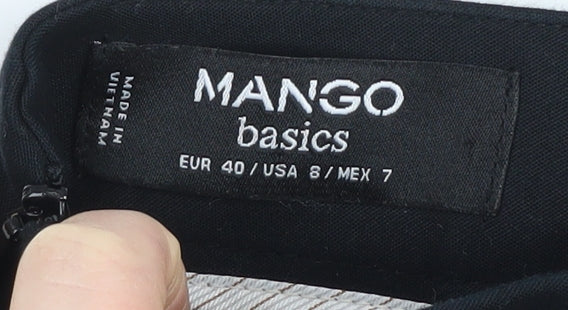 MANGO
basics
EUR 40 / USA 8 / MEX 7
MADE IN
VIETNAM